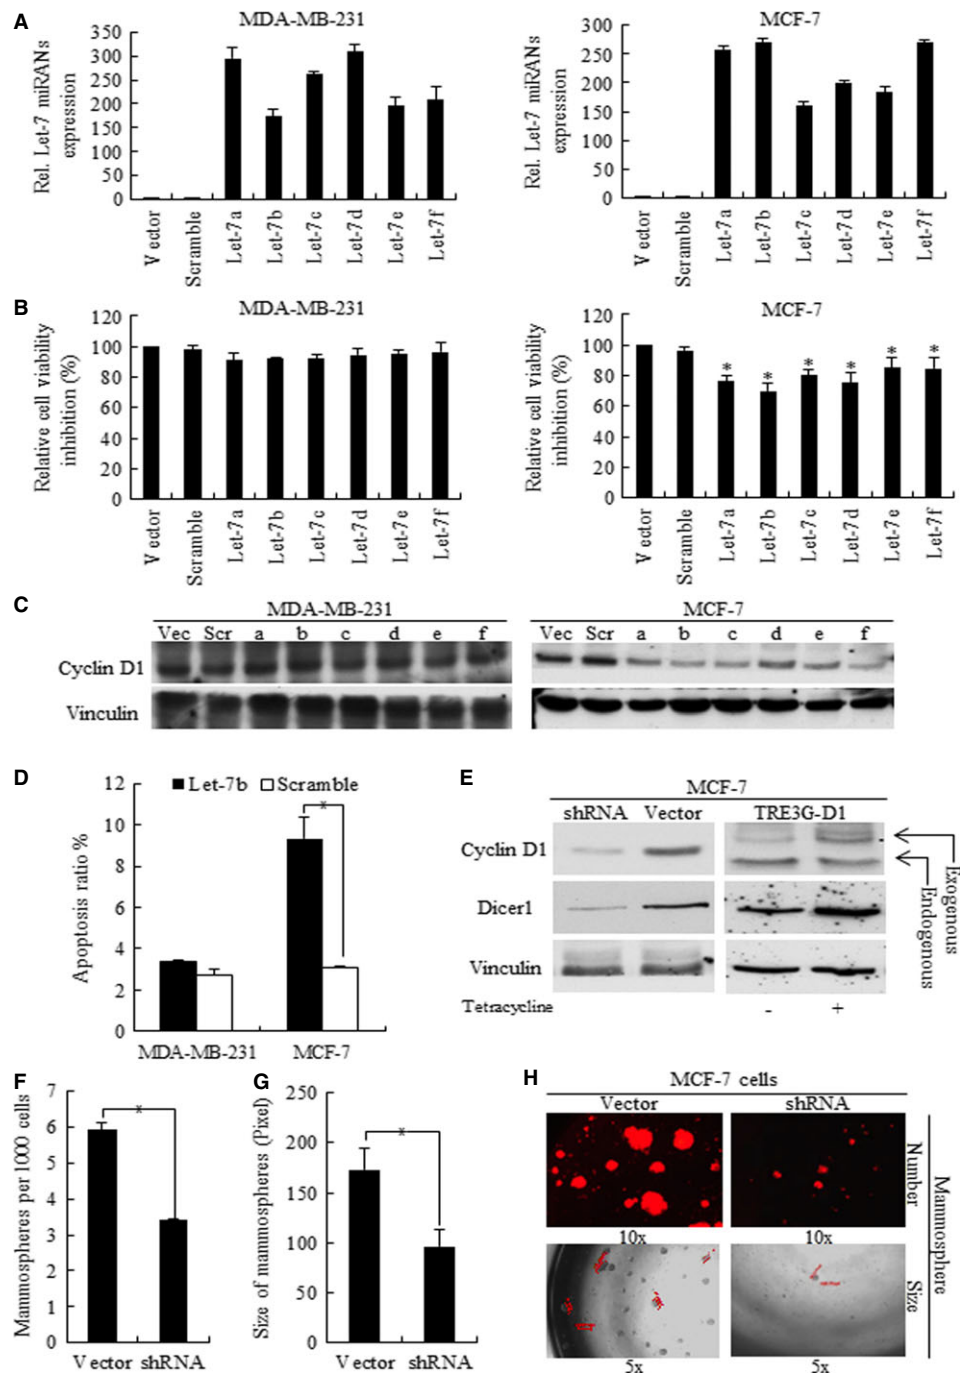 A
MDA-MB-231
Rel. Let-7 miRANs
expression
350
300
250
200
150
100
50
0
Vector
Scramble
Let-7a
Let-7b
Let-7c
Let-7d
Let-7e
Let-7f
MCF-7
Rel. Let-7 miRANs
expression
300
250
200
150
100
50
0
Vector
Scramble
Let-7a
Let-7b
Let-7c
Let-7d
Let-7e
Let-7f
B
MDA-MB-231
Relative cell viability
inhibition (%)
120
100
80
60
40
20
0
Vector
Scramble
Let-7a
Let-7b
Let-7c
Let-7d
Let-7e
Let-7f
MCF-7
Relative cell viability
inhibition (%)
120
100
80
60
40
20
0
* * * * * *
Vector
Scramble
Let-7a
Let-7b
Let-7c
Let-7d
Let-7e
Let-7f
C
MDA-MB-231
Vec Scr a b c d e f
MCF-7
Vec Scr a b c d e f
Cyclin D1
Vinculin
D
Let-7b Scramble
Apoptosis ratio %
12
10
8
6
4
2
0
*
MDA-MB-231 MCF-7
E
MCF-7
shRNA Vector TRE3G-D1
Cyclin D1
Dicer1
Vinculin
Tetracycline - +
Exogenous
Endogenous
F
Mammospheres per 1000 cells
7
6
5
4
3
2
1
0
*
Vector shRNA
G
Size of mammospheres (Pixel)
250
200
150
100
50
0
*
Vector shRNA
H
MCF-7 cells
Vector shRNA
Number
10x 10x
Mammosphere
Size
5x 5x